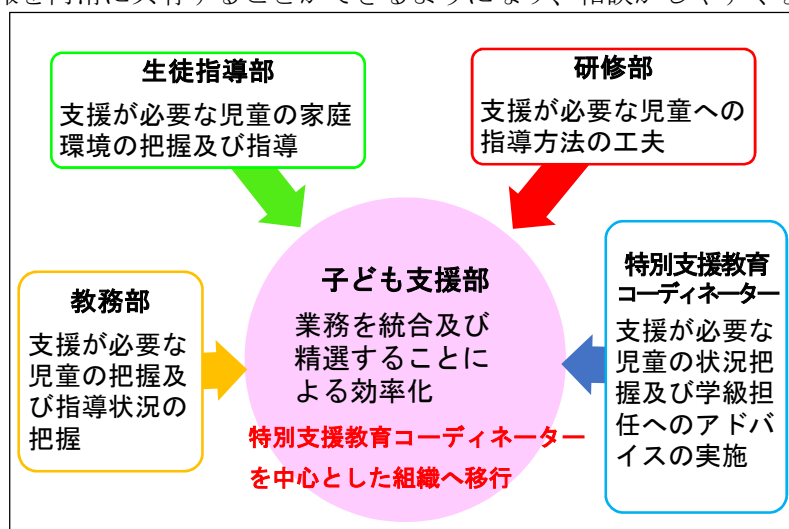 生徒指導部
支援が必要な児童の家庭
環境の把握及び指導
研修部
支援が必要な児童への
指導方法の工夫
教務部
支援が必要な
児童の把握及
び指導状況の
把握
子ども支援部
業務を統合及び
精選することに
よる効率化
特別支援教育コーディネーター
を中心とした組織へ移行
特別支援教育
コーディネーター
支援が必要な
児童の状況把
握及び学級担
任へのアドバ
イスの実施